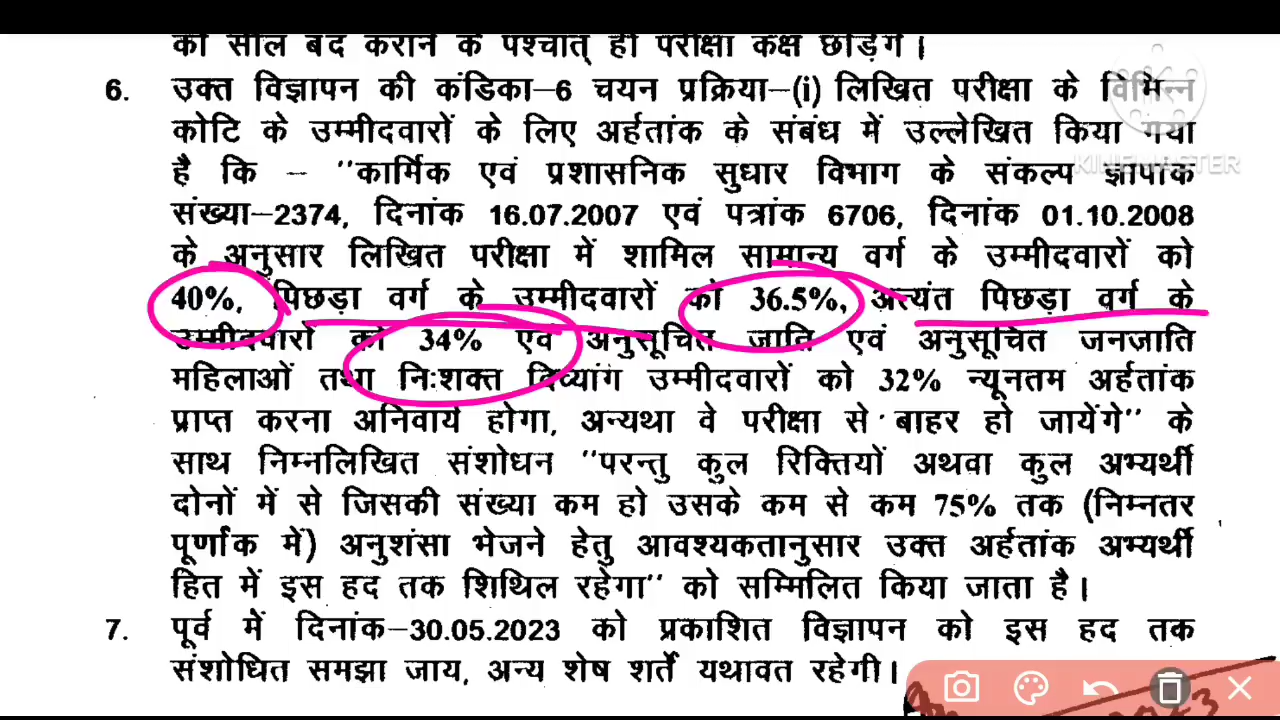 को सील बंद कराने के पश्चात् ही परीक्षा कक्ष छोड़ेंगे।
6. उक्त विज्ञापन की कंडिका–6 चयन प्रक्रिया–(i) लिखित परीक्षा के विभिन्न
कोटि के उम्मीदवारों के लिए अर्हतांक के संबंध में उल्लेखित किया गया
है कि – "कार्मिक एवं प्रशासनिक सुधार विभाग के संकल्प ज्ञापांक
संख्या–2374, दिनांक 16.07.2007 एवं पत्रांक 6706, दिनांक 01.10.2008
के अनुसार लिखित परीक्षा में शामिल सामान्य वर्ग के उम्मीदवारों को
40%, पिछड़ा वर्ग के उम्मीदवारों को 36.5%, अत्यंत पिछड़ा वर्ग के
उम्मीदवारों को 34% एवं अनुसूचित जाति एवं अनुसूचित जनजाति
महिलाओं तथा निःशक्त दिव्यांग उम्मीदवारों को 32% न्यूनतम अर्हतांक
प्राप्त करना अनिवार्य होगा, अन्यथा वे परीक्षा से बाहर हो जायेंगे" के
साथ निम्नलिखित संशोधन "परन्तु कुल रिक्तियों अथवा कुल अभ्यर्थी
दोनों में से जिसकी संख्या कम हो उसके कम से कम 75% तक (निम्नतर
पूर्णांक में) अनुशंसा भेजने हेतु आवश्यकतानुसार उक्त अर्हतांक अभ्यर्थी
हित में इस हद तक शिथिल रहेगा" को सम्मिलित किया जाता है।
7. पूर्व में दिनांक–30.05.2023 को प्रकाशित विज्ञापन को इस हद तक
संशोधित समझा जाय, अन्य शेष शर्ते यथावत रहेगी।
KINEMASTER